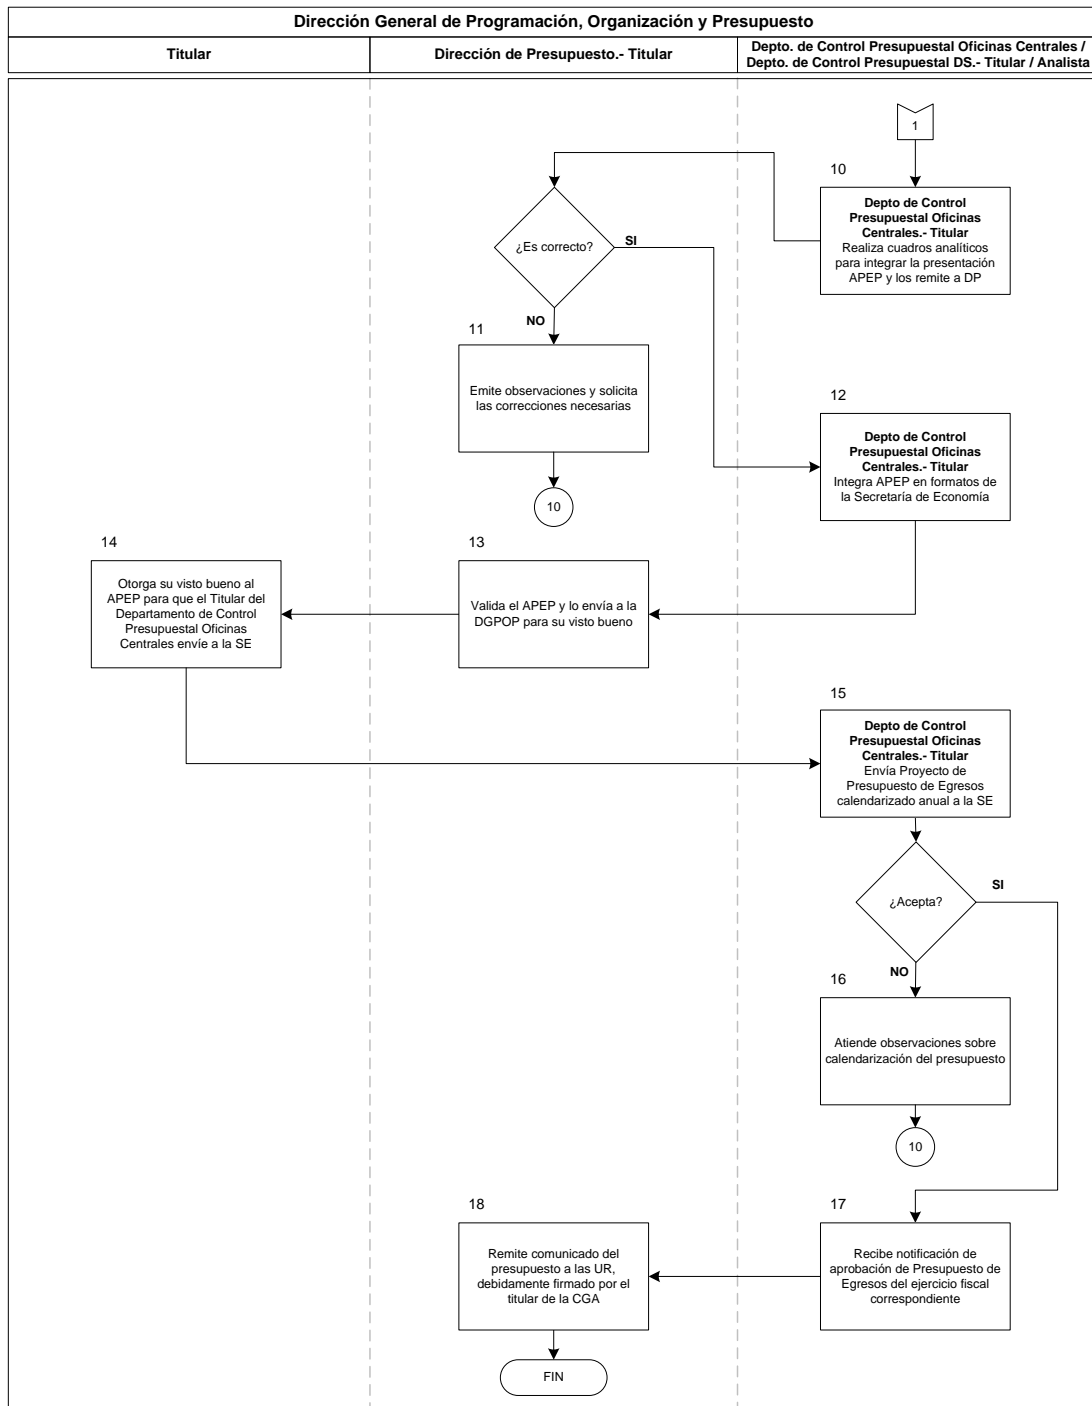 Dirección General de Programación, Organización y Presupuesto
Titular
Dirección de Presupuesto.- Titular
Depto. de Control Presupuestal Oficinas Centrales /
Depto. de Control Presupuestal DS.- Titular / Analista
1
10
Depto de Control
Presupuestal Oficinas
Centrales.- Titular
Realiza cuadros analíticos
para integrar la presentación
APEP y los remite a DP
¿Es correcto?
SI
NO
11
Emite observaciones y solicita
las correcciones necesarias
10
12
Depto de Control
Presupuestal Oficinas
Centrales.- Titular
Integra APEP en formatos de
la Secretaría de Economía
13
Valida el APEP y lo envía a la
DGPOP para su visto bueno
14
Otorga su visto bueno al
APEP para que el Titular del
Departamento de Control
Presupuestal Oficinas
Centrales envíe a la SE
15
Depto de Control
Presupuestal Oficinas
Centrales.- Titular
Envía Proyecto de
Presupuesto de Egresos
calendarizado anual a la SE
¿Acepta?
SI
NO
16
Atiende observaciones sobre
calendarización del presupuesto
10
17
Recibe notificación de
aprobación de Presupuesto de
Egresos del ejercicio fiscal
correspondiente
18
Remite comunicado del
presupuesto a las UR,
debidamente firmado por el
titular de la CGA
FIN